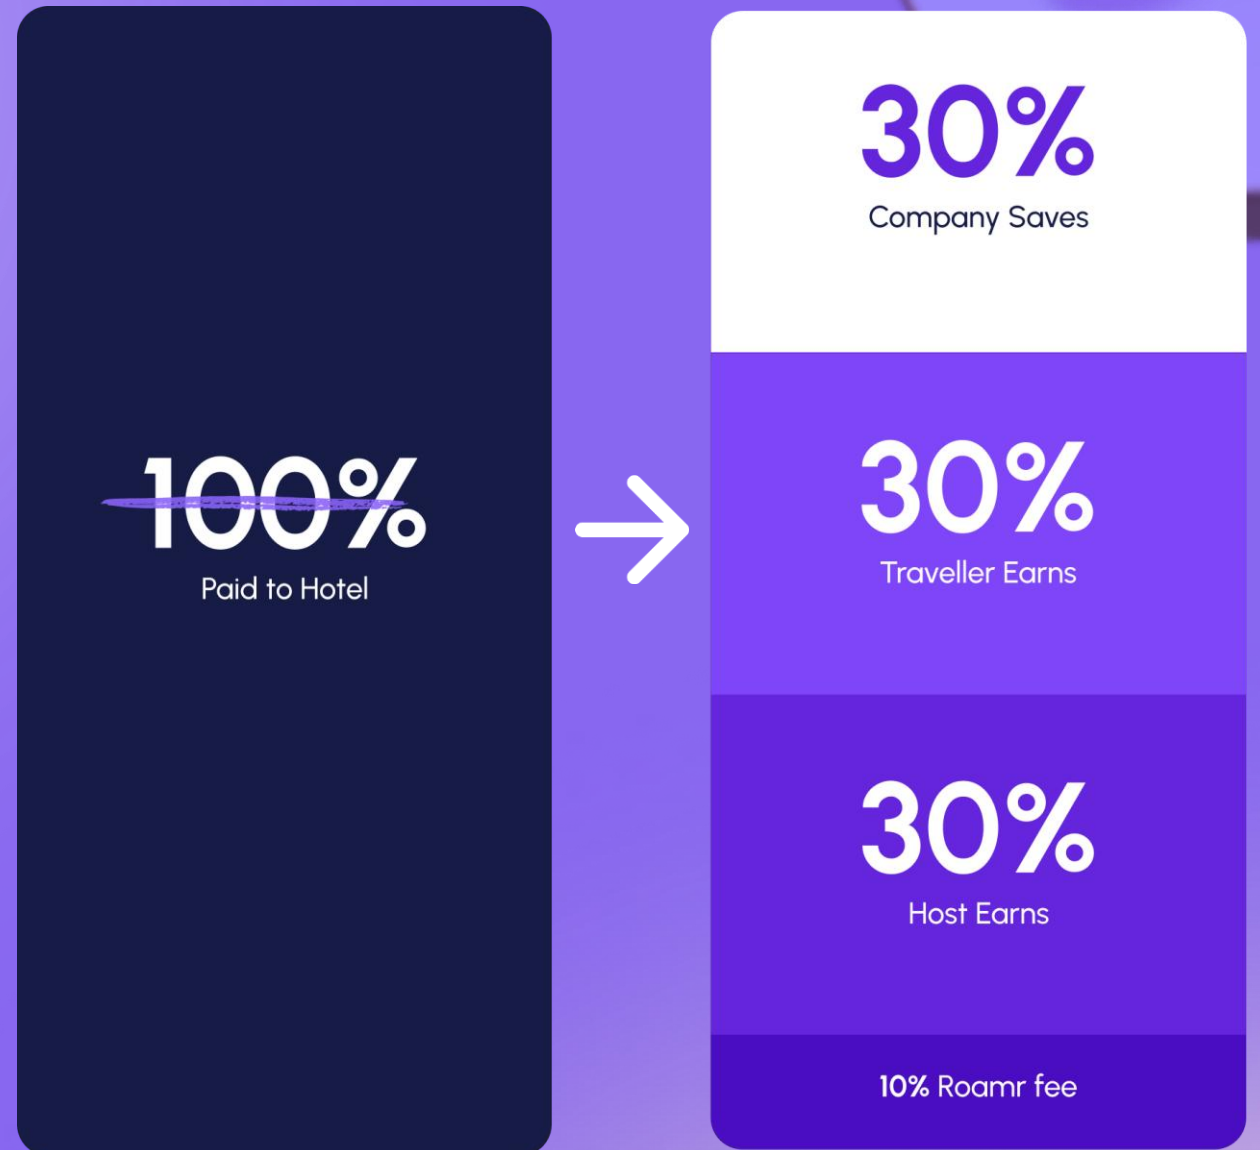 100%
Paid to Hotel
30%
Company Saves
30%
Traveller Earns
30%
Host Earns
10% Roamr fee